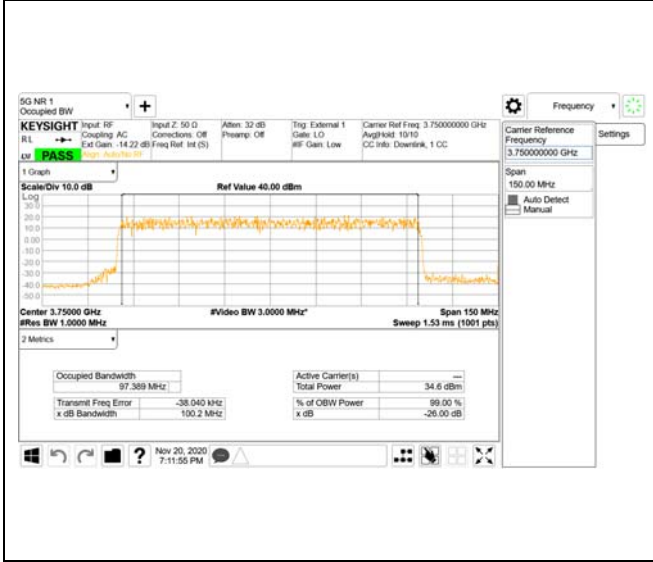 5G NR 1
Occupied BW
Frequency
KEYSIGHT
Input: RF
Input Z: 50 Ω
Atten: 32 dB
Trig: External 1
Carrier Ref Freq: 3.750000000 GHz
R L
Coupling: AC
Corrections: Off
Preamp: Off
Gate: LO
Avg|Hold: 10/10
Ext Gain: -14.22 dB
Freq Ref: Int (S)
#IF Gain: Low
CC Info: Downlink, 1 CC
PASS
Align: Auto/No RF
Carrier Reference
Frequency
3.750000000 GHz
Settings
Span
150.00 MHz
Auto Detect
Manual
1 Graph
Scale/Div 10.0 dB
Ref Value 40.00 dBm
Log
30.0
20.0
10.0
0.00
-10.0
-20.0
-30.0
-40.0
-50.0
Center 3.75000 GHz
#Video BW 3.0000 MHz*
Span 150 MHz
#Res BW 1.0000 MHz
Sweep 1.53 ms (1001 pts)
2 Metrics
Occupied Bandwidth
97.389 MHz
Transmit Freq Error -38.040 kHz
x dB Bandwidth 100.2 MHz
Active Carrier(s) ---
Total Power 34.6 dBm
% of OBW Power 99.00 %
x dB -26.00 dB
?
Nov 20, 2020
7:11:55 PM